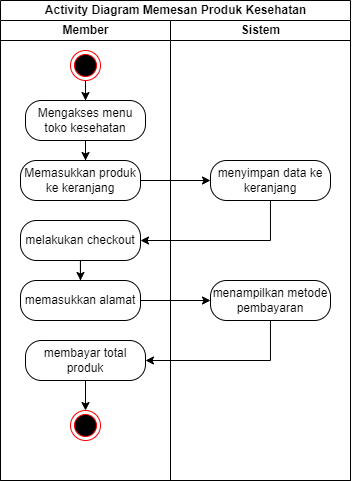 Activity Diagram Memesan Produk Kesehatan
Member
Sistem
Mengakses menu
toko kesehatan
Memasukkan produk
ke keranjang
menyimpan data ke
keranjang
melakukan checkout
memasukkan alamat
menampilkan metode
pembayaran
membayar total
produk